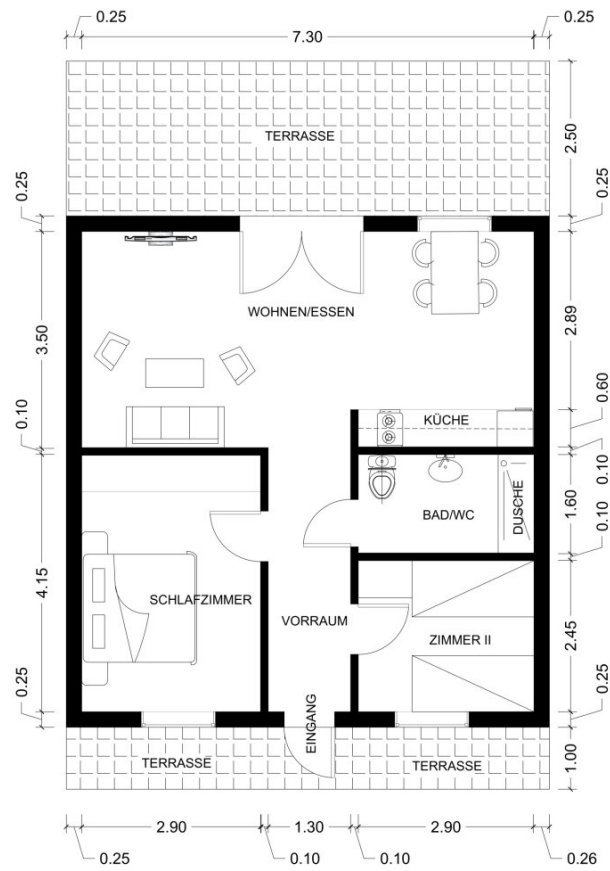 0.25
0.25
7.30
TERRASSE
2.50
0.25
0.25
WOHNEN/ESSEN
3.50
2.89
0.10
KÜCHE
0.60
0.10
BAD/WC
DUSCHE
1.60
0.10
4.15
SCHLAFZIMMER
VORRAUM
ZIMMER II
2.45
0.25
0.25
EINGANG
TERRASSE
TERRASSE
1.00
2.90
1.30
2.90
0.25
0.10
0.10
0.26